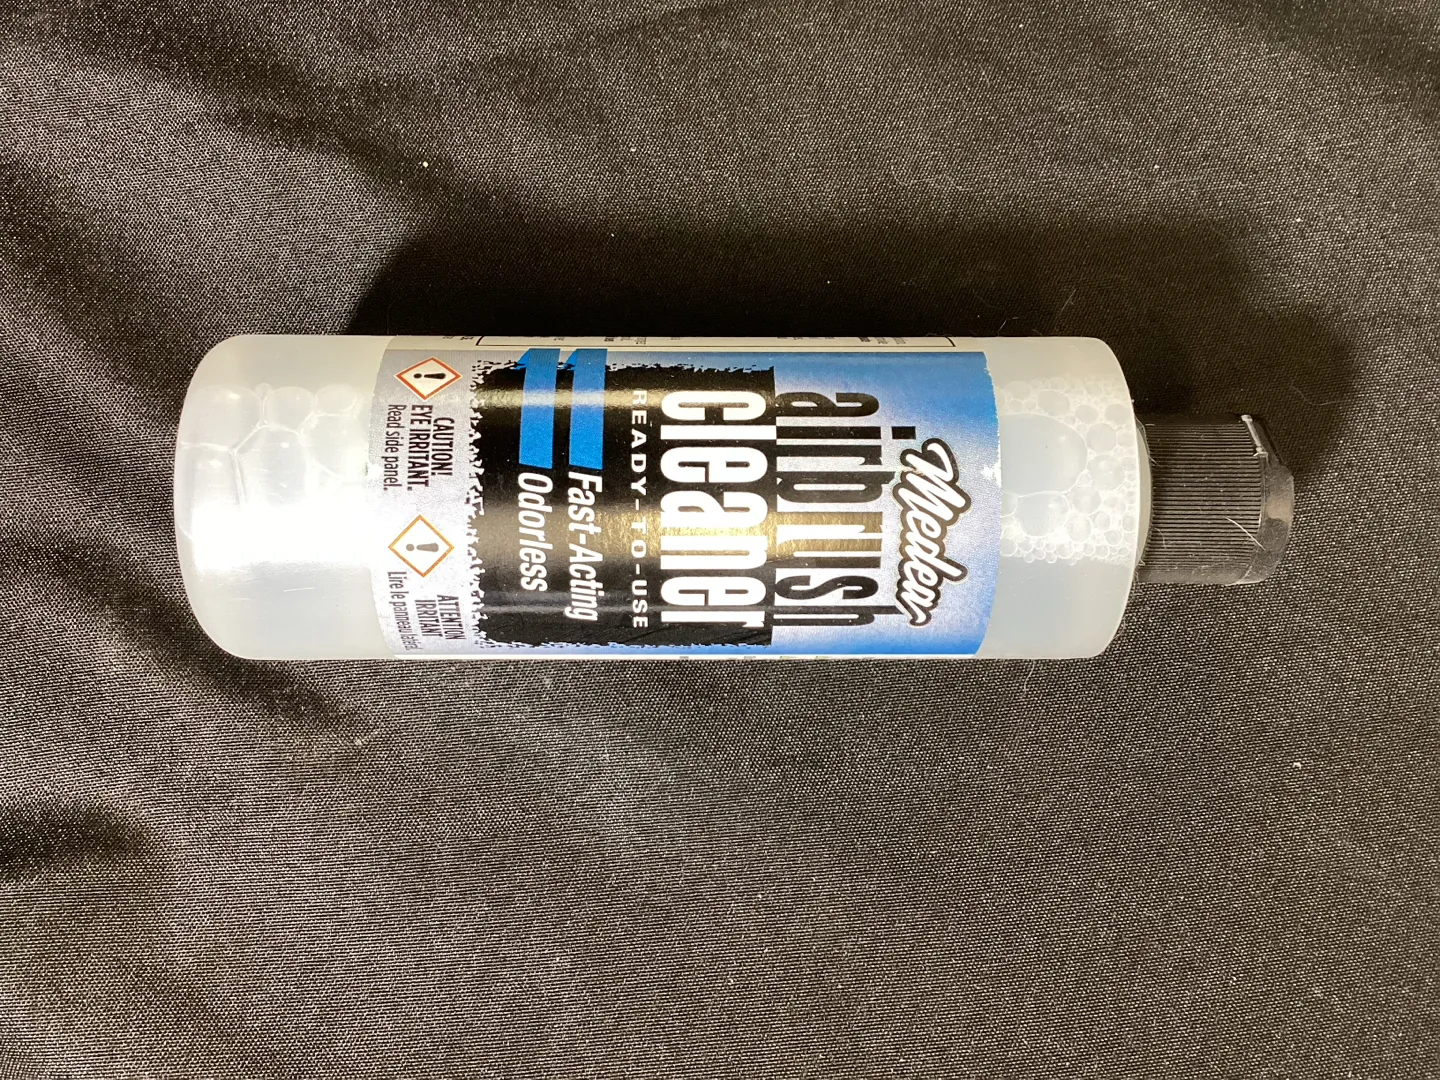 Medea
airbrush
cleaner
READY-TO-USE
Fast-Acting
Odorless
CAUTION!
EYE IRRITANT.
Read side panel.
ATTENTION
IRRITANT
Lire le panneau latéral.